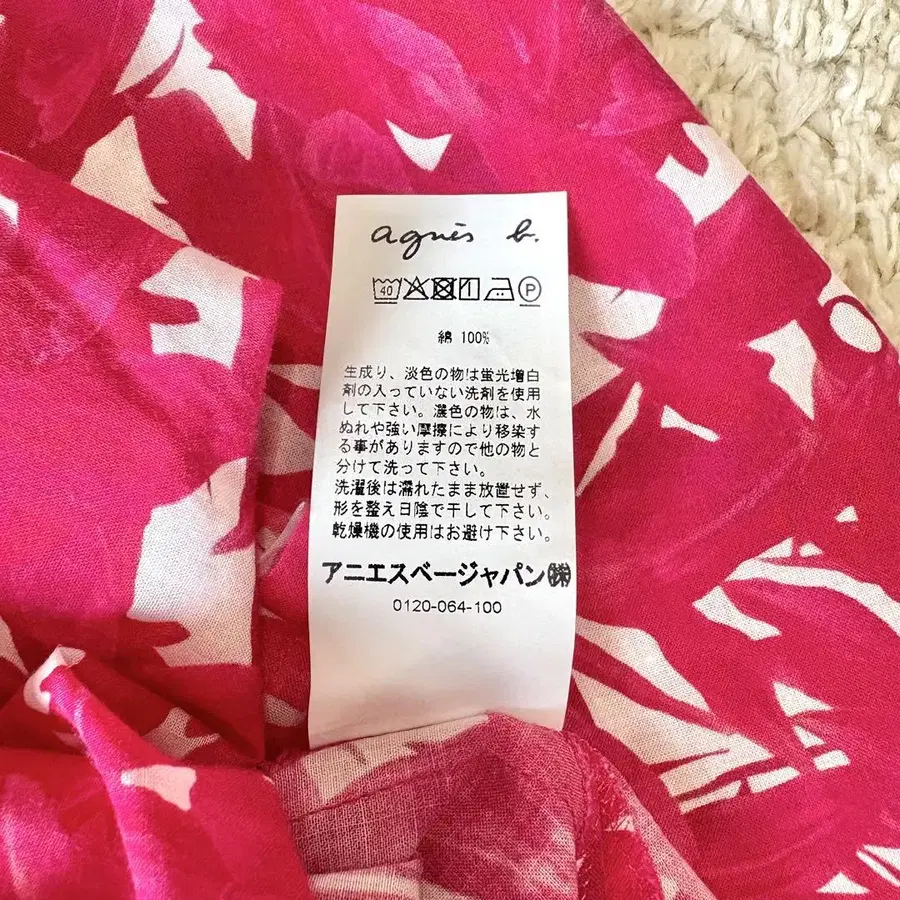 agnès b.
40 P
綿 100%
生成り、淡色の物は蛍光増白
剤の入っていない洗剤を使用
して下さい。濃色の物は、水
ぬれや強い摩擦により移染す
る事がありますので他の物と
分けて洗って下さい。
洗濯後は濡れたまま放置せず、
形を整え日陰で干して下さい。
乾燥機の使用はお避け下さい。
アニエスベージャパン㈱
0120-064-100